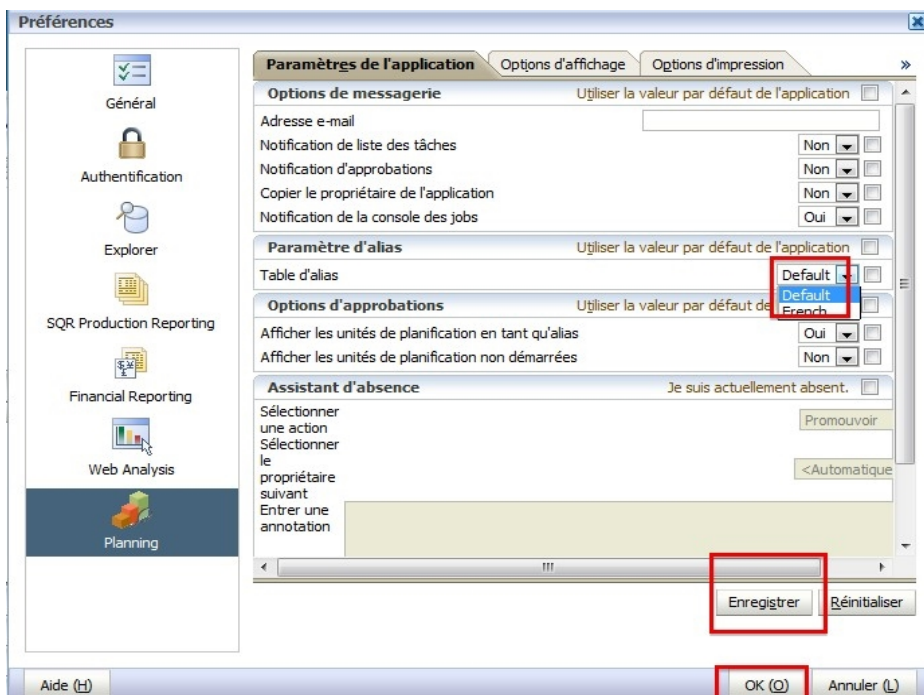 Préférences
Général
Authentification
Explorer
SQR Production Reporting
Financial Reporting
Web Analysis
Planning
Paramètres de l'application Options d'affichage Options d'impression »
Options de messagerie Utiliser la valeur par défaut de l'application
Adresse e-mail
Notification de liste des tâches Non
Notification d'approbations Non
Copier le propriétaire de l'application Non
Notification de la console des jobs Oui
Paramètre d'alias Utiliser la valeur par défaut de l'application
Table d'alias Default
Default
French
Options d'approbations Utiliser la valeur par défaut de
Afficher les unités de planification en tant qu'alias Oui
Afficher les unités de planification non démarrées Non
Assistant d'absence Je suis actuellement absent.
Sélectionner
une action
Promouvoir
Sélectionner
le
propriétaire
suivant
<Automatique
Entrer une
annotation
Enregistrer Réinitialiser
Aide (H) OK (O) Annuler (L)